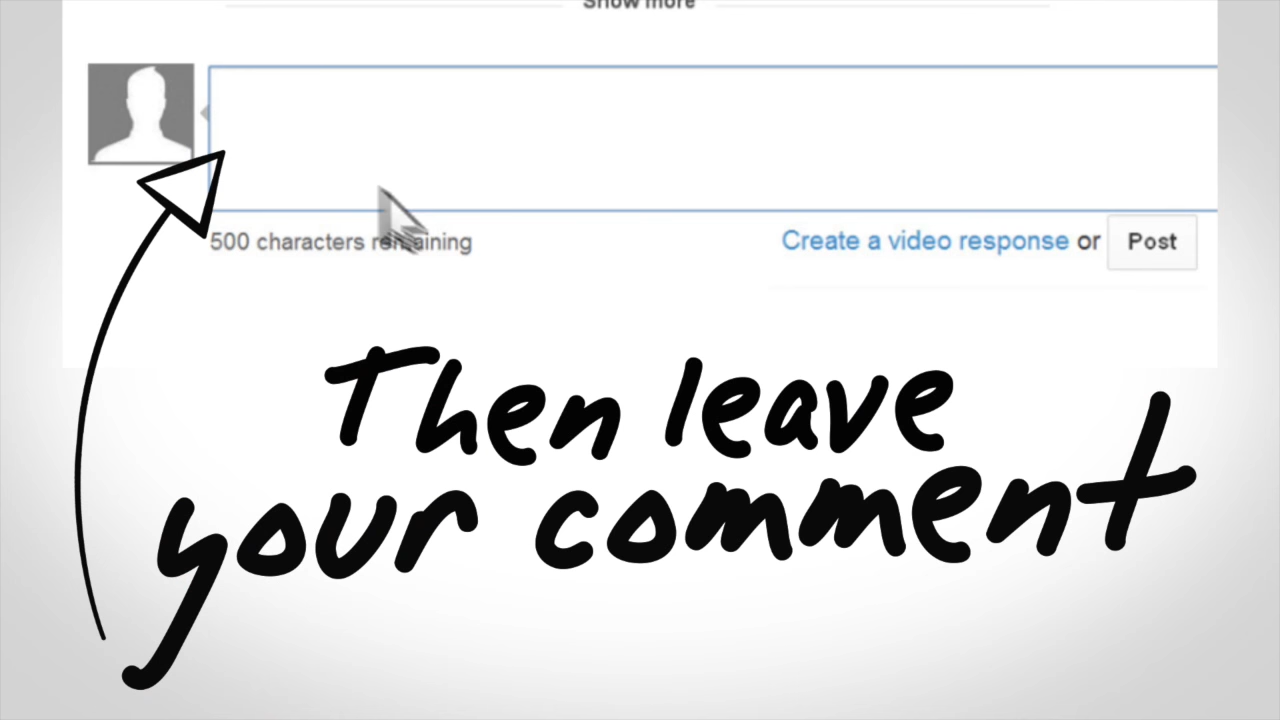 Show more
500 characters remaining
Create a video response or Post
Then leave
your comment